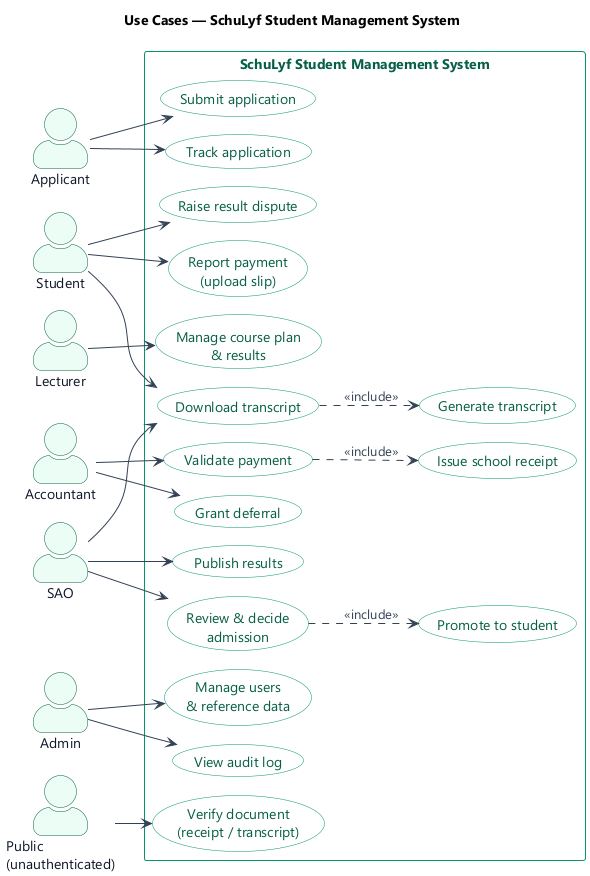 Use Cases — SchuLyf Student Management System
SchuLyf Student Management System
Submit application
Track application
Applicant
Raise result dispute
Report payment
(upload slip)
Student
Manage course plan
& results
Lecturer
Download transcript
«include»
Generate transcript
Validate payment
«include»
Issue school receipt
Accountant
Grant deferral
Publish results
SAO
Review & decide
admission
«include»
Promote to student
Manage users
& reference data
Admin
View audit log
Verify document
(receipt / transcript)
Public
(unauthenticated)